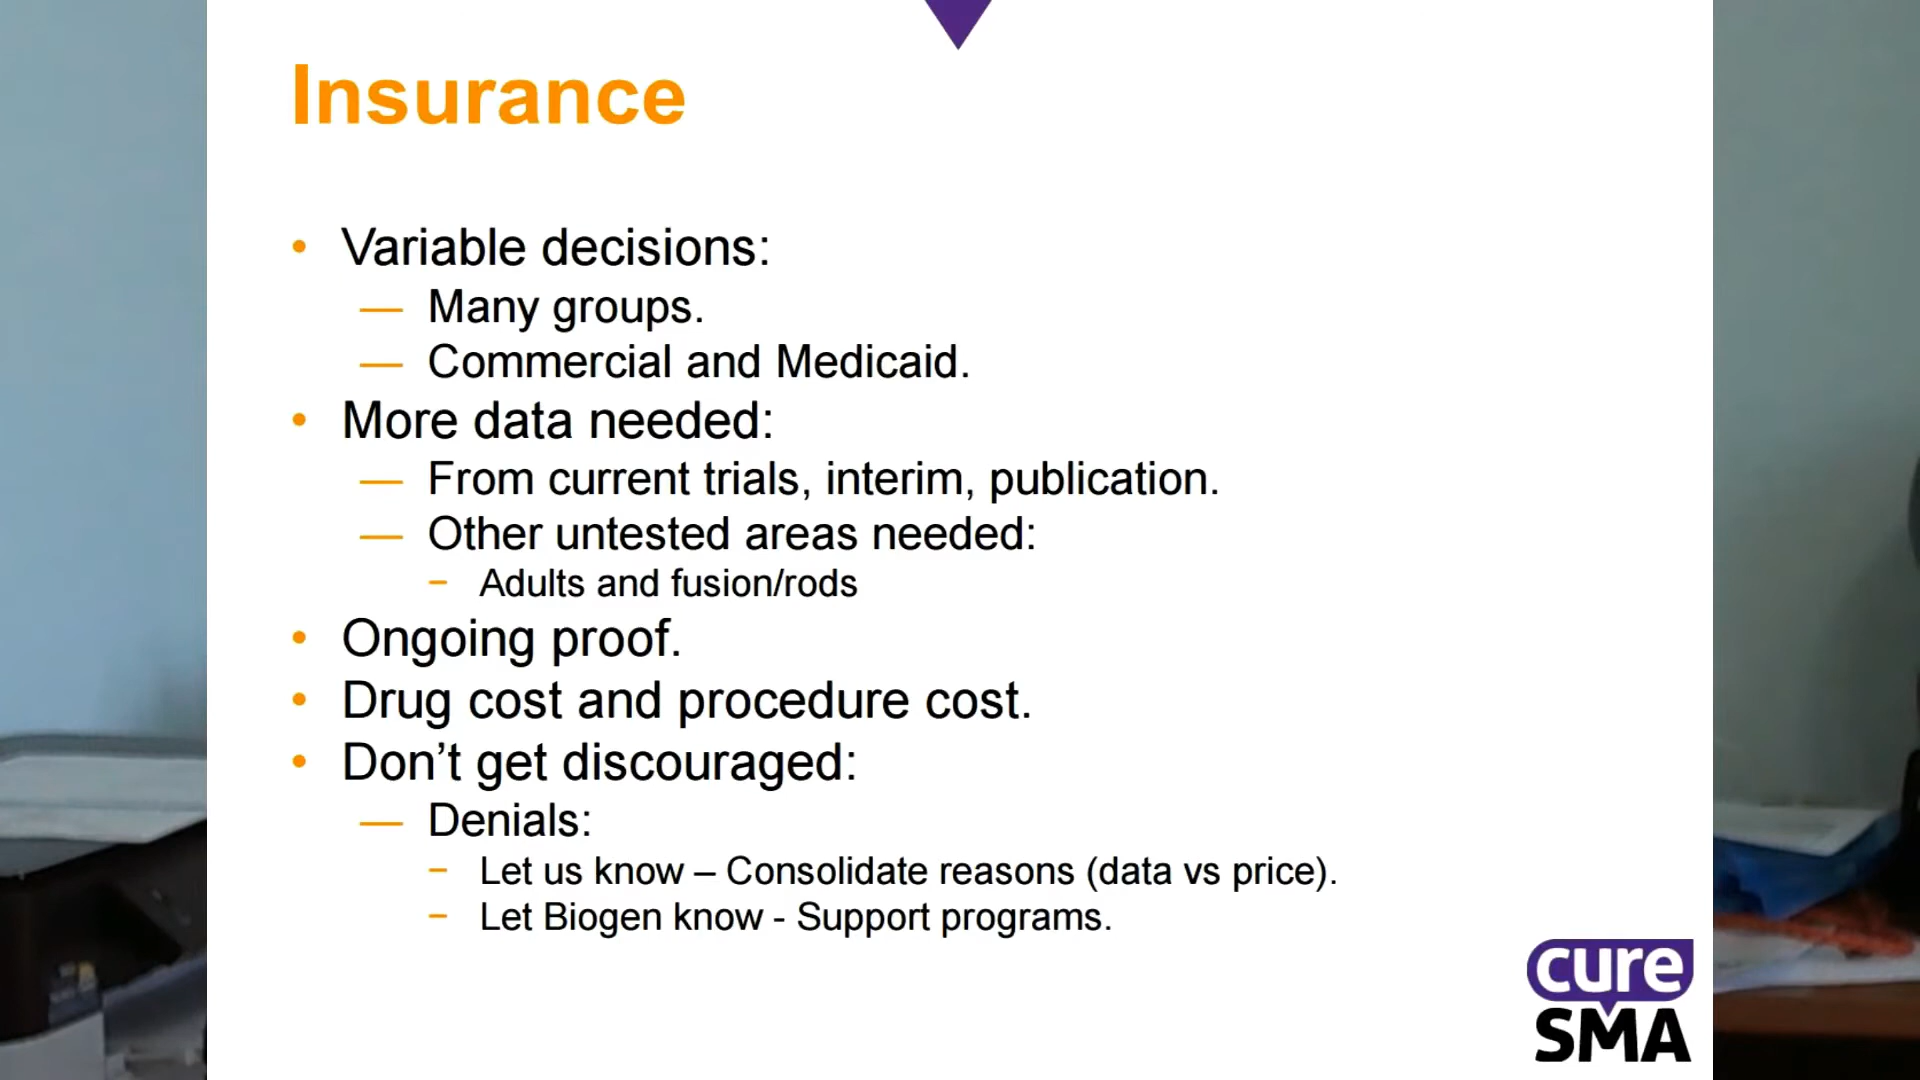 Insurance
• Variable decisions:
— Many groups.
— Commercial and Medicaid.
• More data needed:
— From current trials, interim, publication.
— Other untested areas needed:
− Adults and fusion/rods
• Ongoing proof.
• Drug cost and procedure cost.
• Don’t get discouraged:
— Denials:
− Let us know – Consolidate reasons (data vs price).
− Let Biogen know - Support programs.
cure
SMA